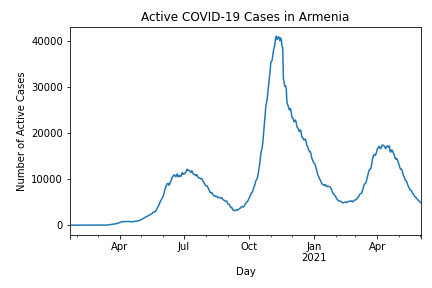 Active COVID-19 Cases in Armenia
Number of Active Cases
40000
30000
20000
10000
0
Apr Jul Oct Jan Apr
2021
Day